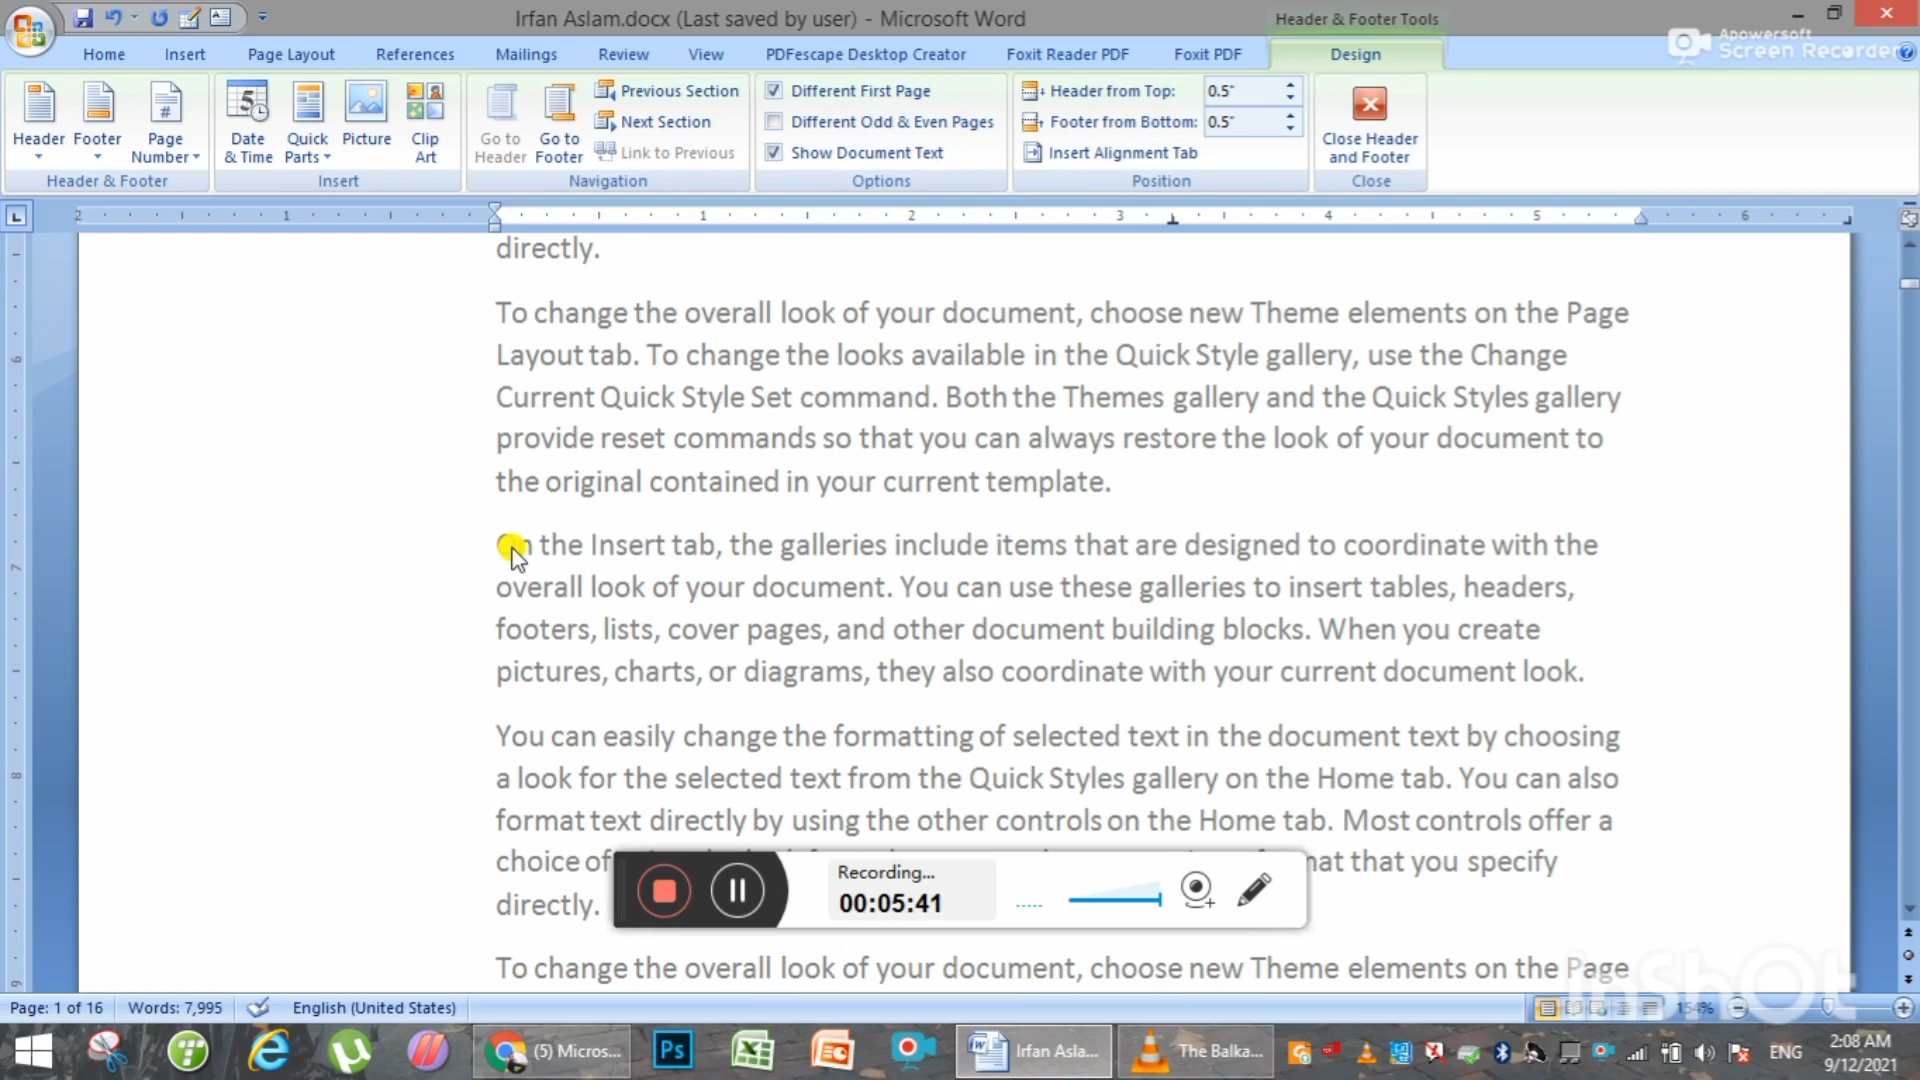 Irfan Aslam.docx (Last saved by user) - Microsoft Word
Header & Footer Tools
Apowersoft
Screen Recorder
Home Insert Page Layout References Mailings Review View PDFescape Desktop Creator Foxit Reader PDF Foxit PDF Design
Header
Footer
Page Number
Header & Footer
Date & Time
Quick Parts
Picture
Clip Art
Insert
Go to Header
Go to Footer
Previous Section
Next Section
Link to Previous
Navigation
Different First Page
Different Odd & Even Pages
Show Document Text
Options
Header from Top: 0.5"
Footer from Bottom: 0.5"
Insert Alignment Tab
Position
Close Header and Footer
Close
2 1 1 2 3 4 5 6
directly.
To change the overall look of your document, choose new Theme elements on the Page
Layout tab. To change the looks available in the Quick Style gallery, use the Change
Current Quick Style Set command. Both the Themes gallery and the Quick Styles gallery
provide reset commands so that you can always restore the look of your document to
the original contained in your current template.
On the Insert tab, the galleries include items that are designed to coordinate with the
overall look of your document. You can use these galleries to insert tables, headers,
footers, lists, cover pages, and other document building blocks. When you create
pictures, charts, or diagrams, they also coordinate with your current document look.
You can easily change the formatting of selected text in the document text by choosing
a look for the selected text from the Quick Styles gallery on the Home tab. You can also
format text directly by using the other controls on the Home tab. Most controls offer a
choice of that you specify
directly.
Recording...
00:05:41
To change the overall look of your document, choose new Theme elements on the Page
InShOt
Page: 1 of 16 Words: 7,995 English (United States) 154%
(5) Micros...
Ps
Irfan Asla...
The Balka...
ENG
2:08 AM
9/12/2021